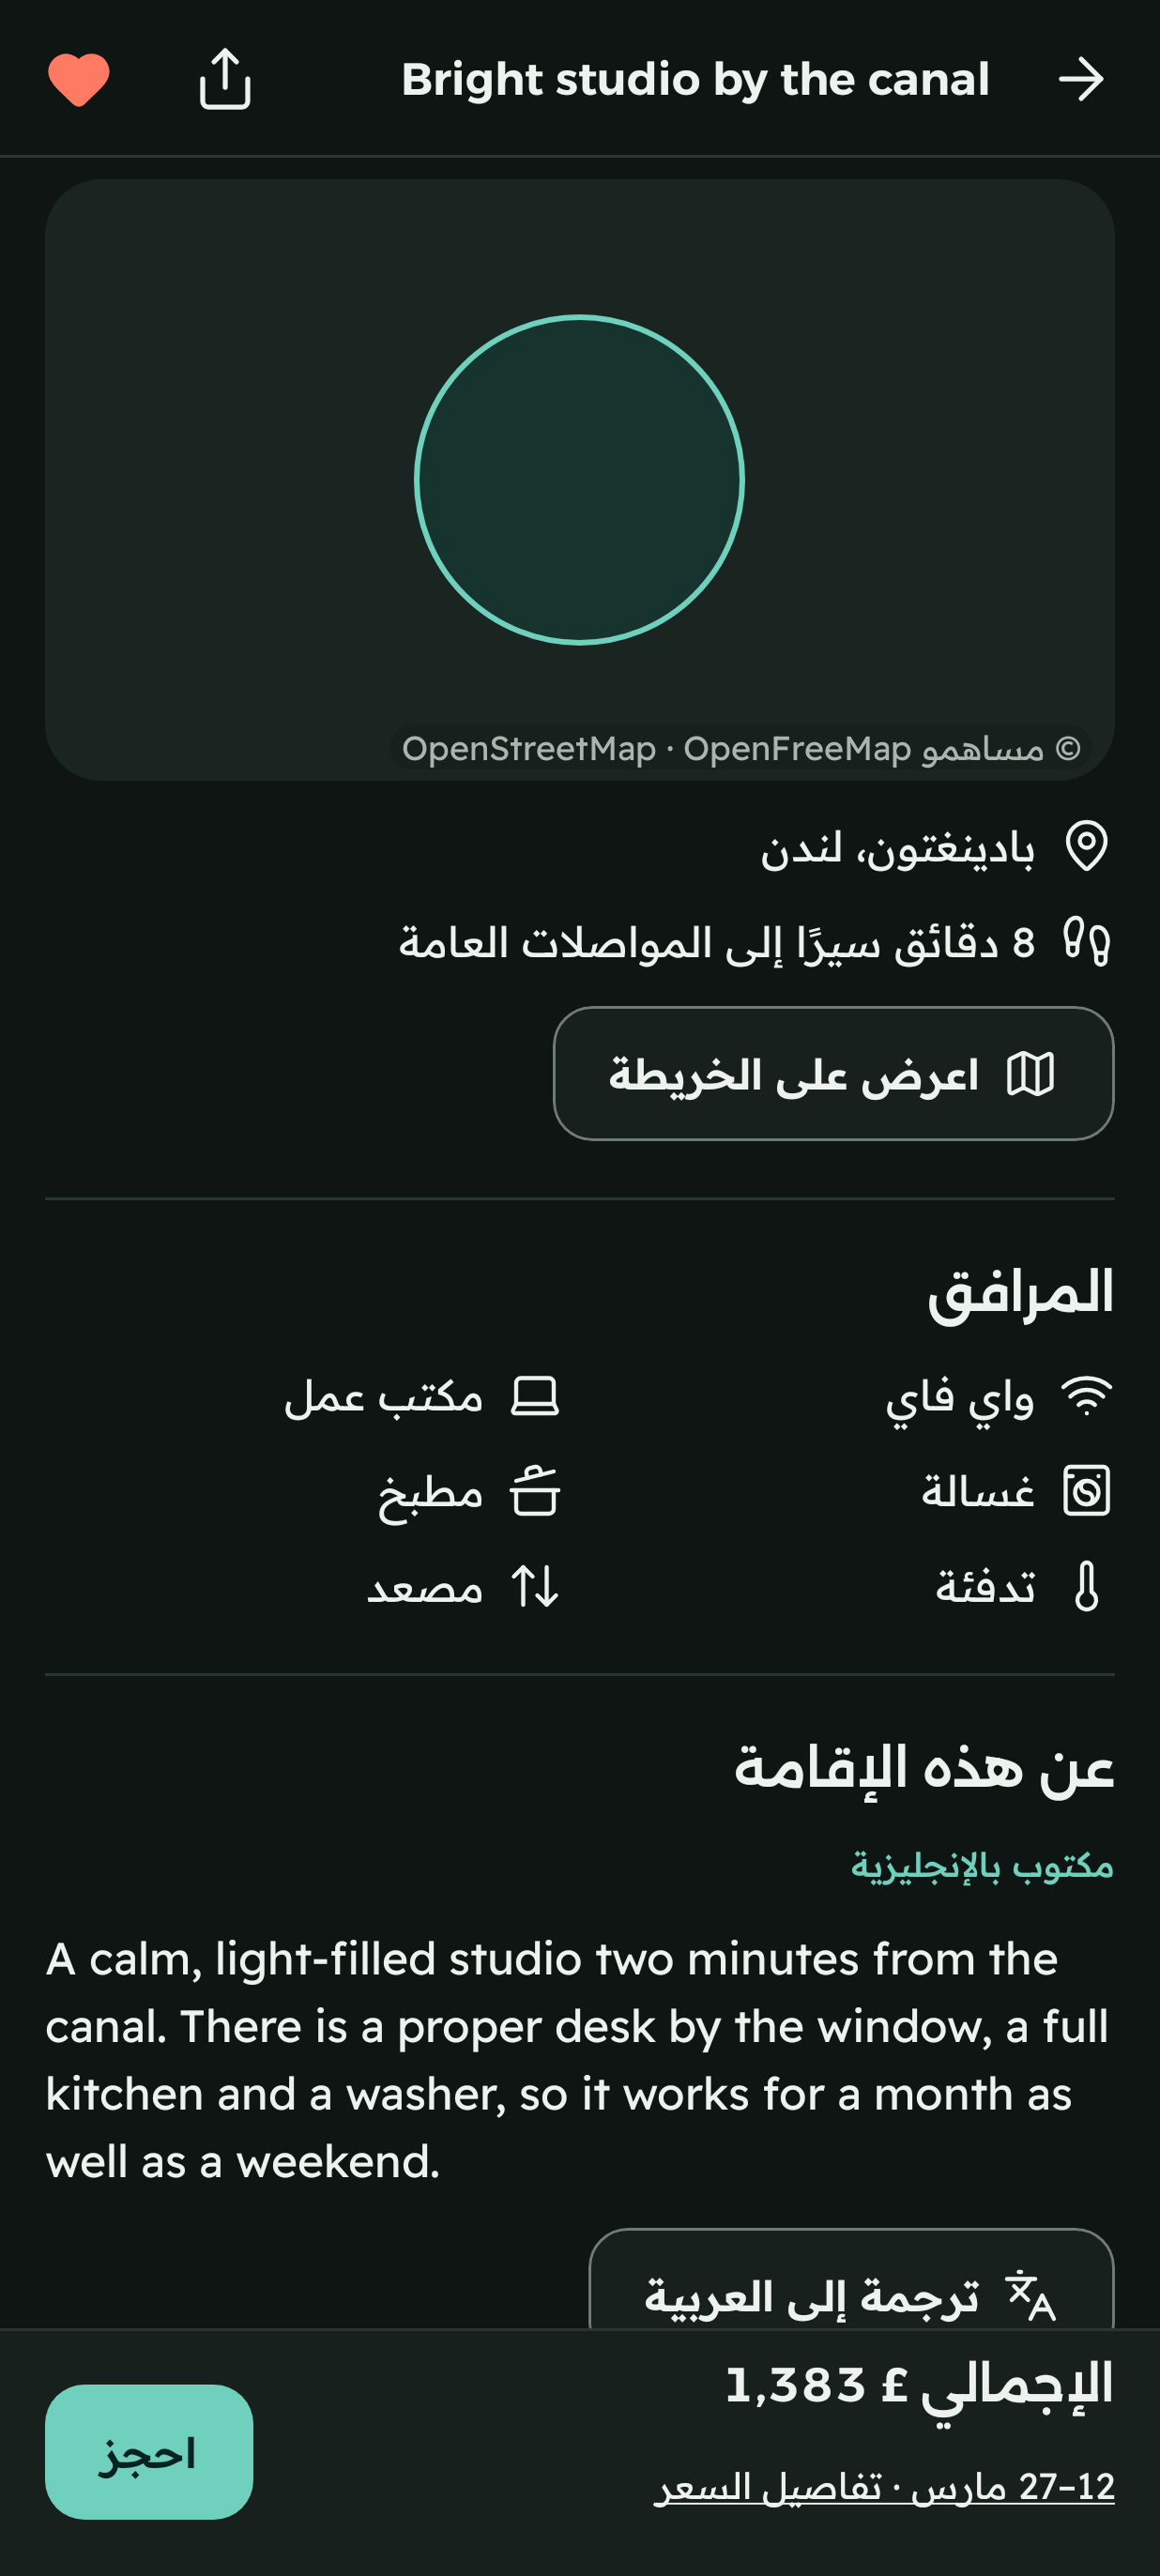 Bright studio by the canal
© مساهمو OpenStreetMap · OpenFreeMap
بادينغتون، لندن
8 دقائق سيرًا إلى المواصلات العامة
اعرض على الخريطة
المرافق
واي فاي
مكتب عمل
غسالة
مطبخ
تدفئة
مصعد
عن هذه الإقامة
مكتوب بالإنجليزية
A calm, light-filled studio two minutes from the
canal. There is a proper desk by the window, a full
kitchen and a washer, so it works for a month as
well as a weekend.
ترجمة إلى العربية
الإجمالي £ 1,383
12–27 مارس · تفاصيل السعر
احجز